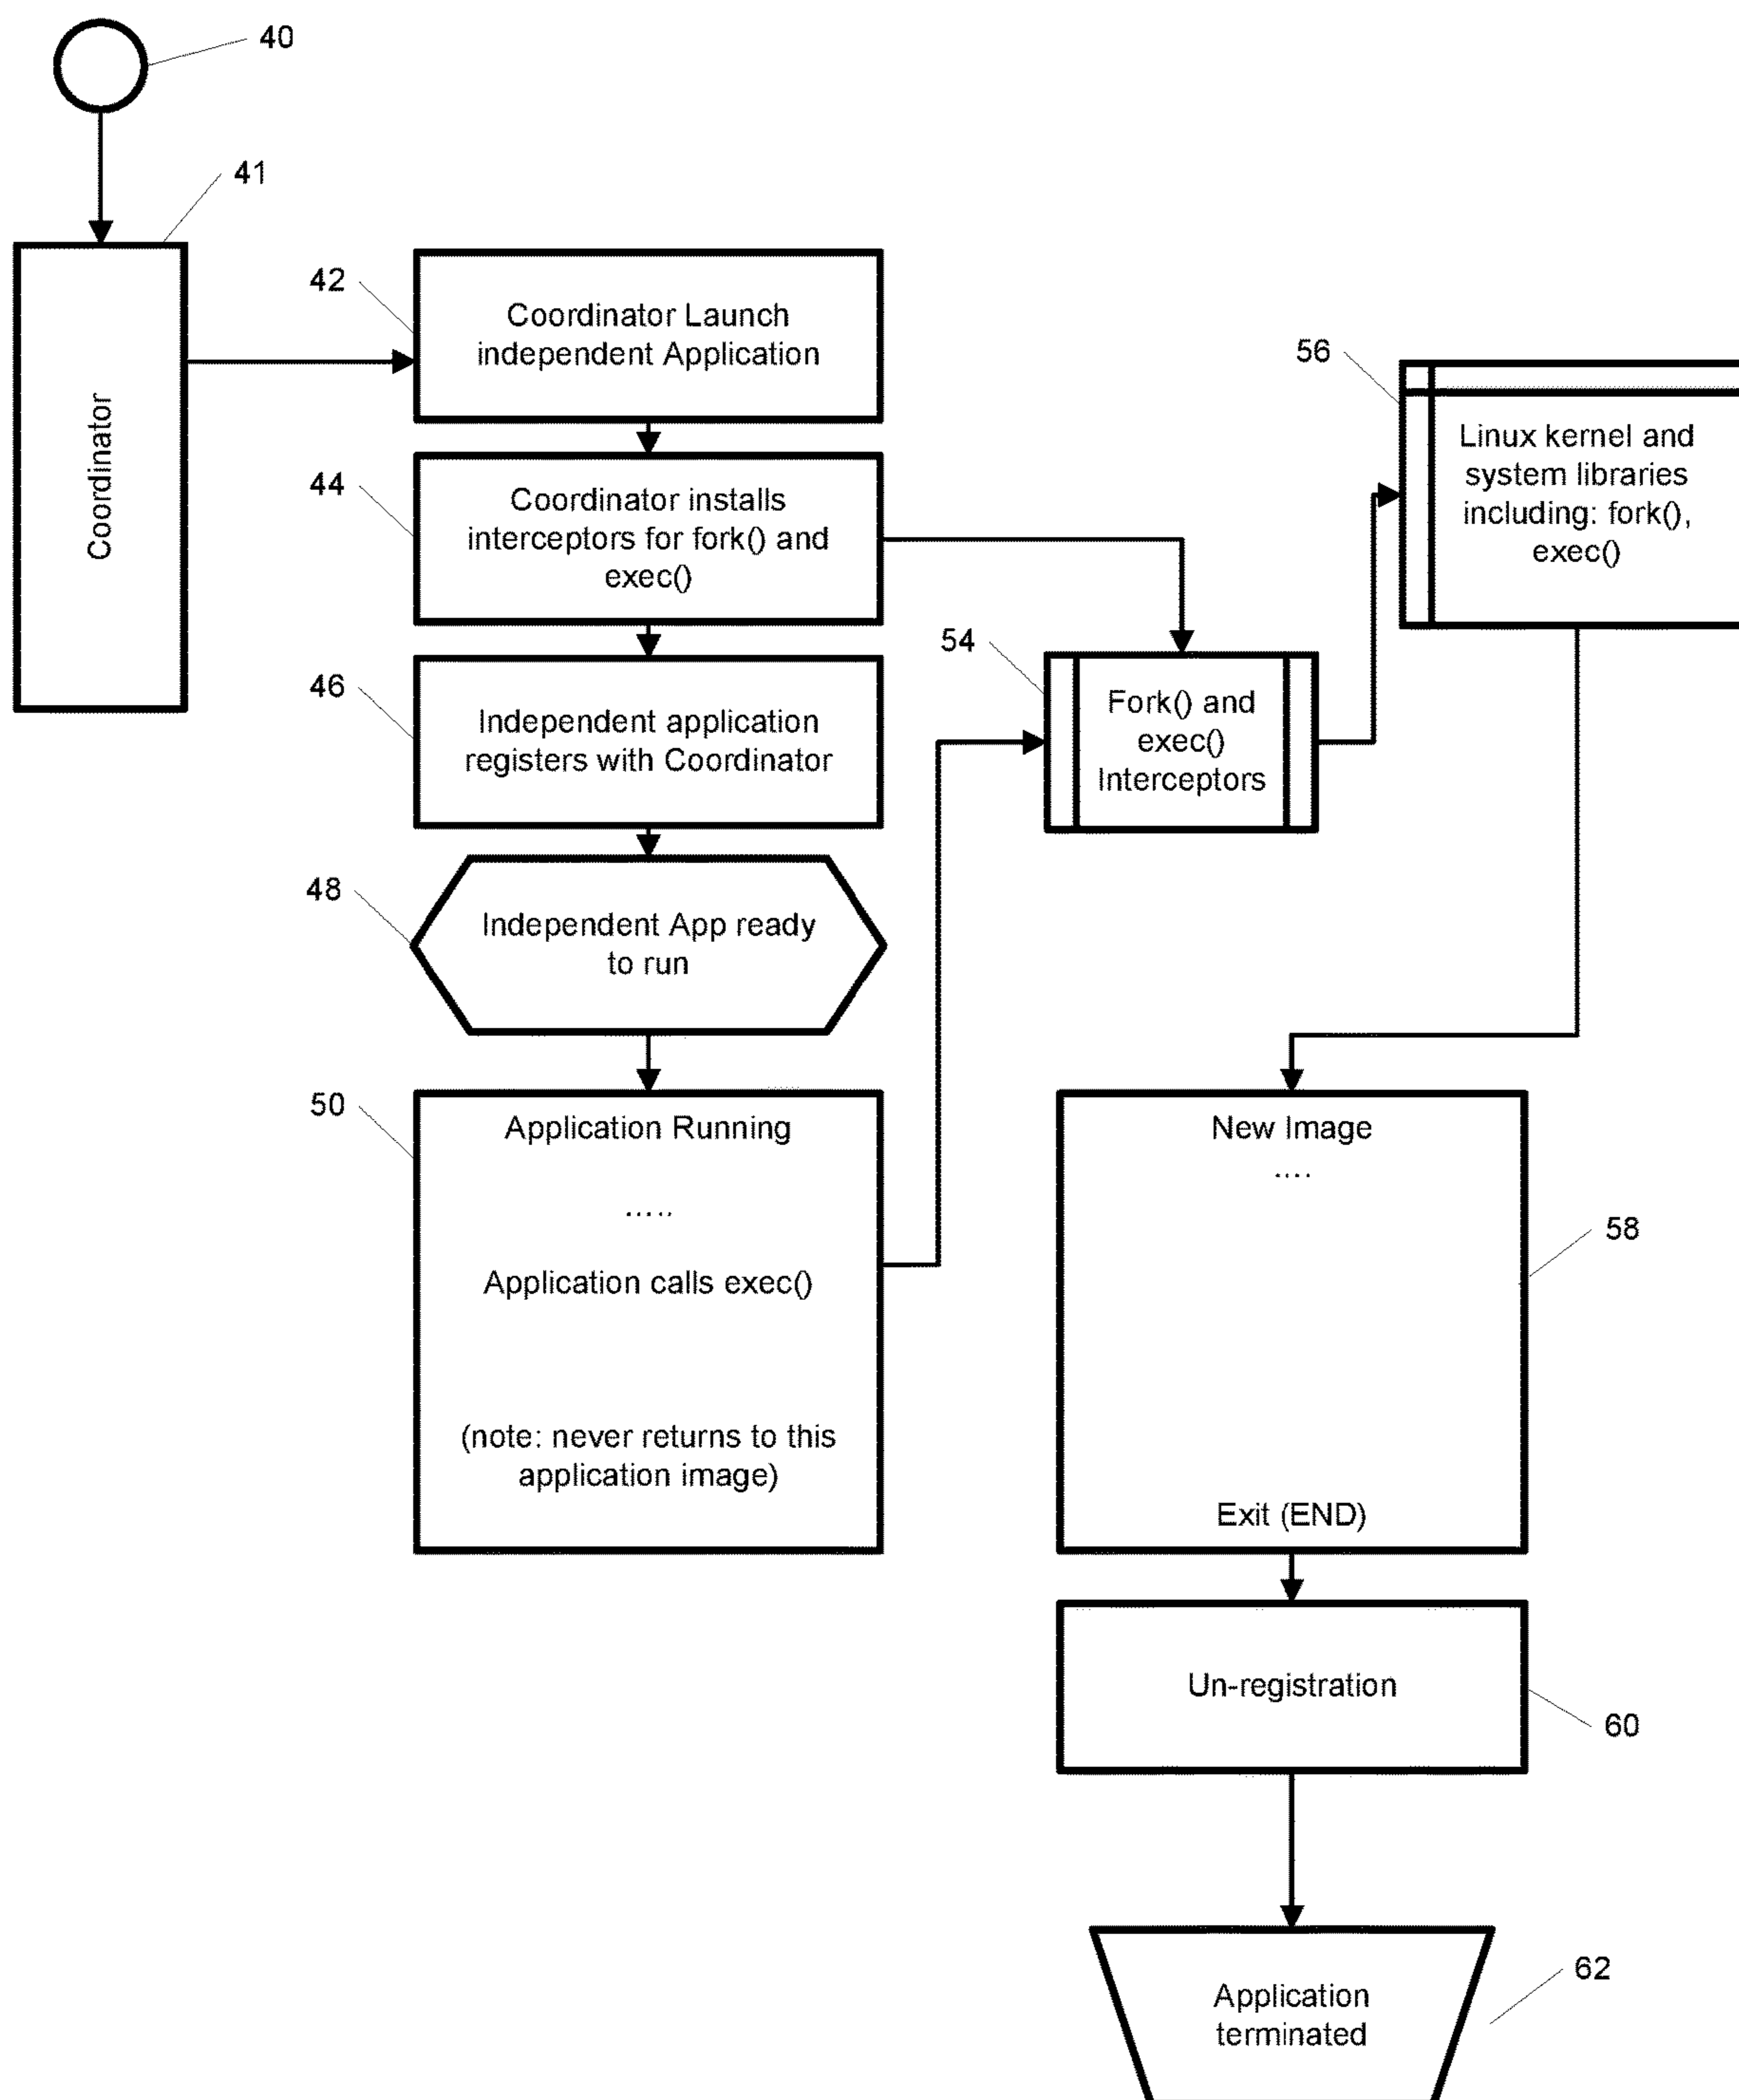 40
41
Coordinator
42
Coordinator Launch
independent Application
44
Coordinator installs
interceptors for fork() and
exec()
46
Independent application
registers with Coordinator
48
Independent App ready
to run
50
Application Running
.....
Application calls exec()
(note: never returns to this
application image)
54
Fork() and
exec()
Interceptors
56
Linux kernel and
system libraries
including: fork(),
exec()
New Image
....
58
Exit (END)
Un-registration
60
Application
terminated
62